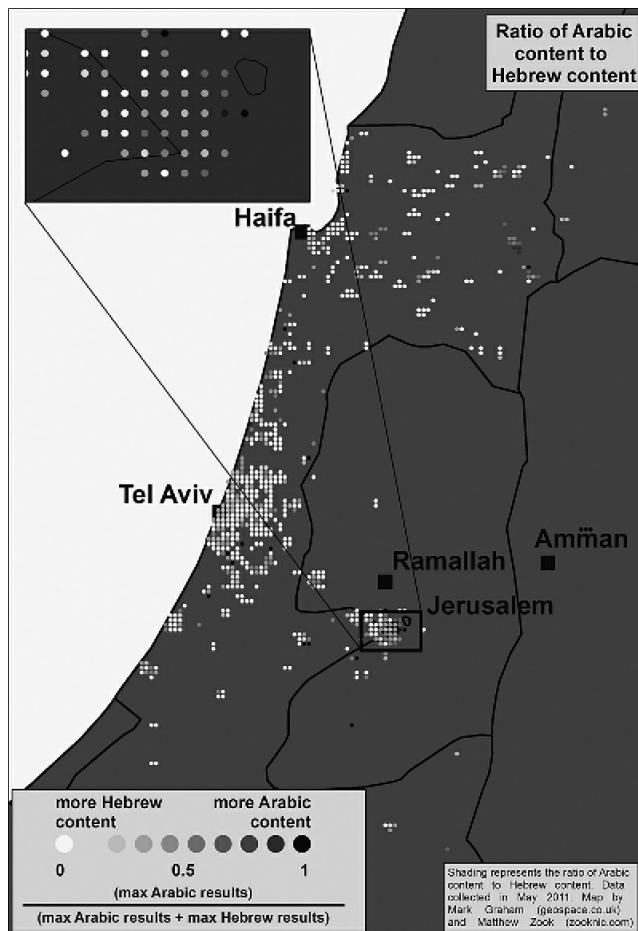 Ratio of Arabic
content to
Hebrew content
Haifa
Tel Aviv
Amman
Ramallah
Jerusalem
more Hebrew
content
more Arabic
content
0
0.5
1
(max Arabic results)
(max Arabic results + max Hebrew results)
Shading represents the ratio of Arabic
content to Hebrew content. Data
collected in May 2011. Map by
Mark Graham (geospace.co.uk)
and Matthew Zook (zooknic.com)